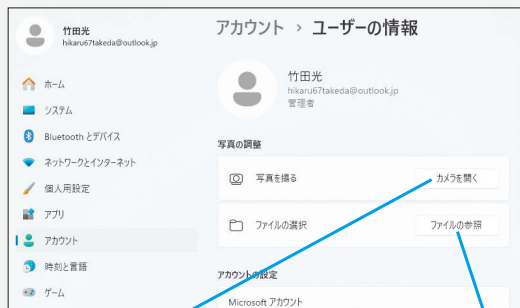 竹田光
hikaru67takeda@outlook.jp
アカウント > ユーザーの情報
竹田光
hikaru67takeda@outlook.jp
管理者
ホーム
システム
Bluetooth とデバイス
ネットワークとインターネット
個人用設定
アプリ
アカウント
時刻と言語
ゲーム
写真の調整
写真を撮る
カメラを開く
ファイルの選択
ファイルの参照
アカウントの設定
Microsoft アカウント